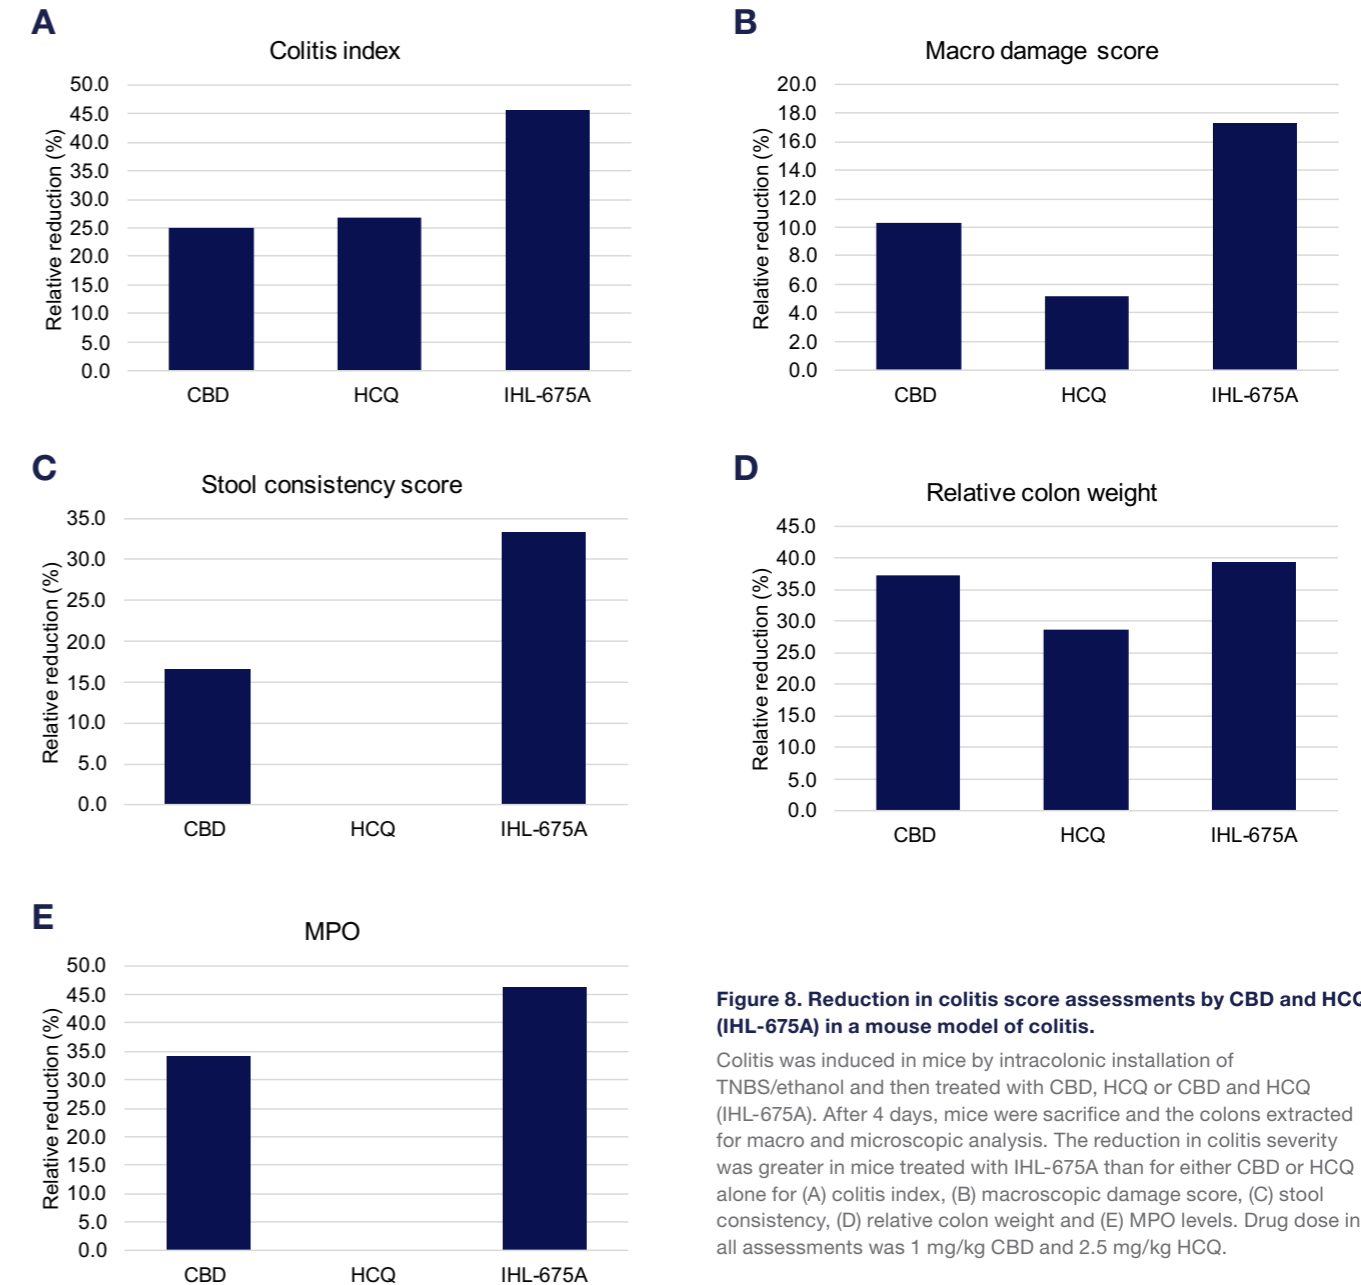 A
Colitis index
Relative reduction (%)
50.0
45.0
40.0
35.0
30.0
25.0
20.0
15.0
10.0
5.0
0.0
CBD HCQ IHL-675A
B
Macro damage score
Relative reduction (%)
20.0
18.0
16.0
14.0
12.0
10.0
8.0
6.0
4.0
2.0
0.0
CBD HCQ IHL-675A
C
Stool consistency score
Relative reduction (%)
35.0
30.0
25.0
20.0
15.0
10.0
5.0
0.0
CBD HCQ IHL-675A
D
Relative colon weight
Relative reduction (%)
45.0
40.0
35.0
30.0
25.0
20.0
15.0
10.0
5.0
0.0
CBD HCQ IHL-675A
E
MPO
Relative reduction (%)
50.0
45.0
40.0
35.0
30.0
25.0
20.0
15.0
10.0
5.0
0.0
CBD HCQ IHL-675A
Figure 8. Reduction in colitis score assessments by CBD and HCQ
(IHL-675A) in a mouse model of colitis.
Colitis was induced in mice by intracolonic installation of
TNBS/ethanol and then treated with CBD, HCQ or CBD and HCQ
(IHL-675A). After 4 days, mice were sacrifice and the colons extracted
for macro and microscopic analysis. The reduction in colitis severity
was greater in mice treated with IHL-675A than for either CBD or HCQ
alone for (A) colitis index, (B) macroscopic damage score, (C) stool
consistency, (D) relative colon weight and (E) MPO levels. Drug dose in
all assessments was 1 mg/kg CBD and 2.5 mg/kg HCQ.